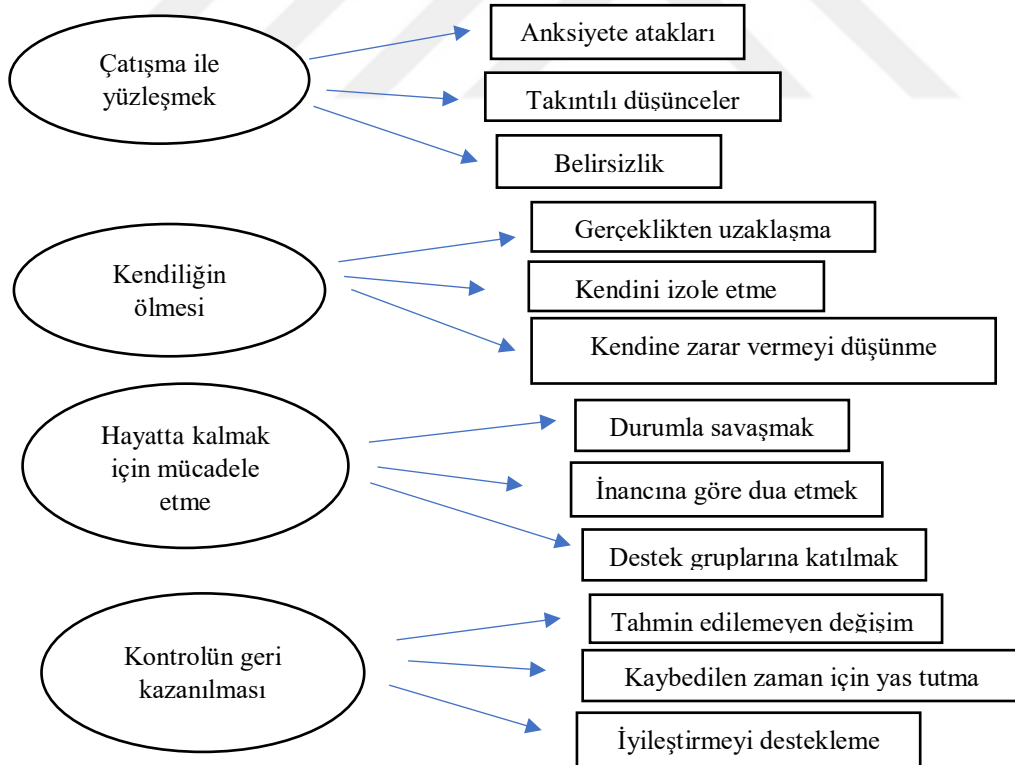 Çatışma ile
yüzleşmek
Anksiyete atakları
Takıntılı düşünceler
Belirsizlik
Kendiliğin
ölmesi
Gerçeklikten uzaklaşma
Kendini izole etme
Kendine zarar vermeyi düşünme
Hayatta kalmak
için mücadele
etme
Durumla savaşmak
İnancına göre dua etmek
Destek gruplarına katılmak
Kontrolün geri
kazanılması
Tahmin edilemeyen değişim
Kaybedilen zaman için yas tutma
İyileştirmeyi destekleme